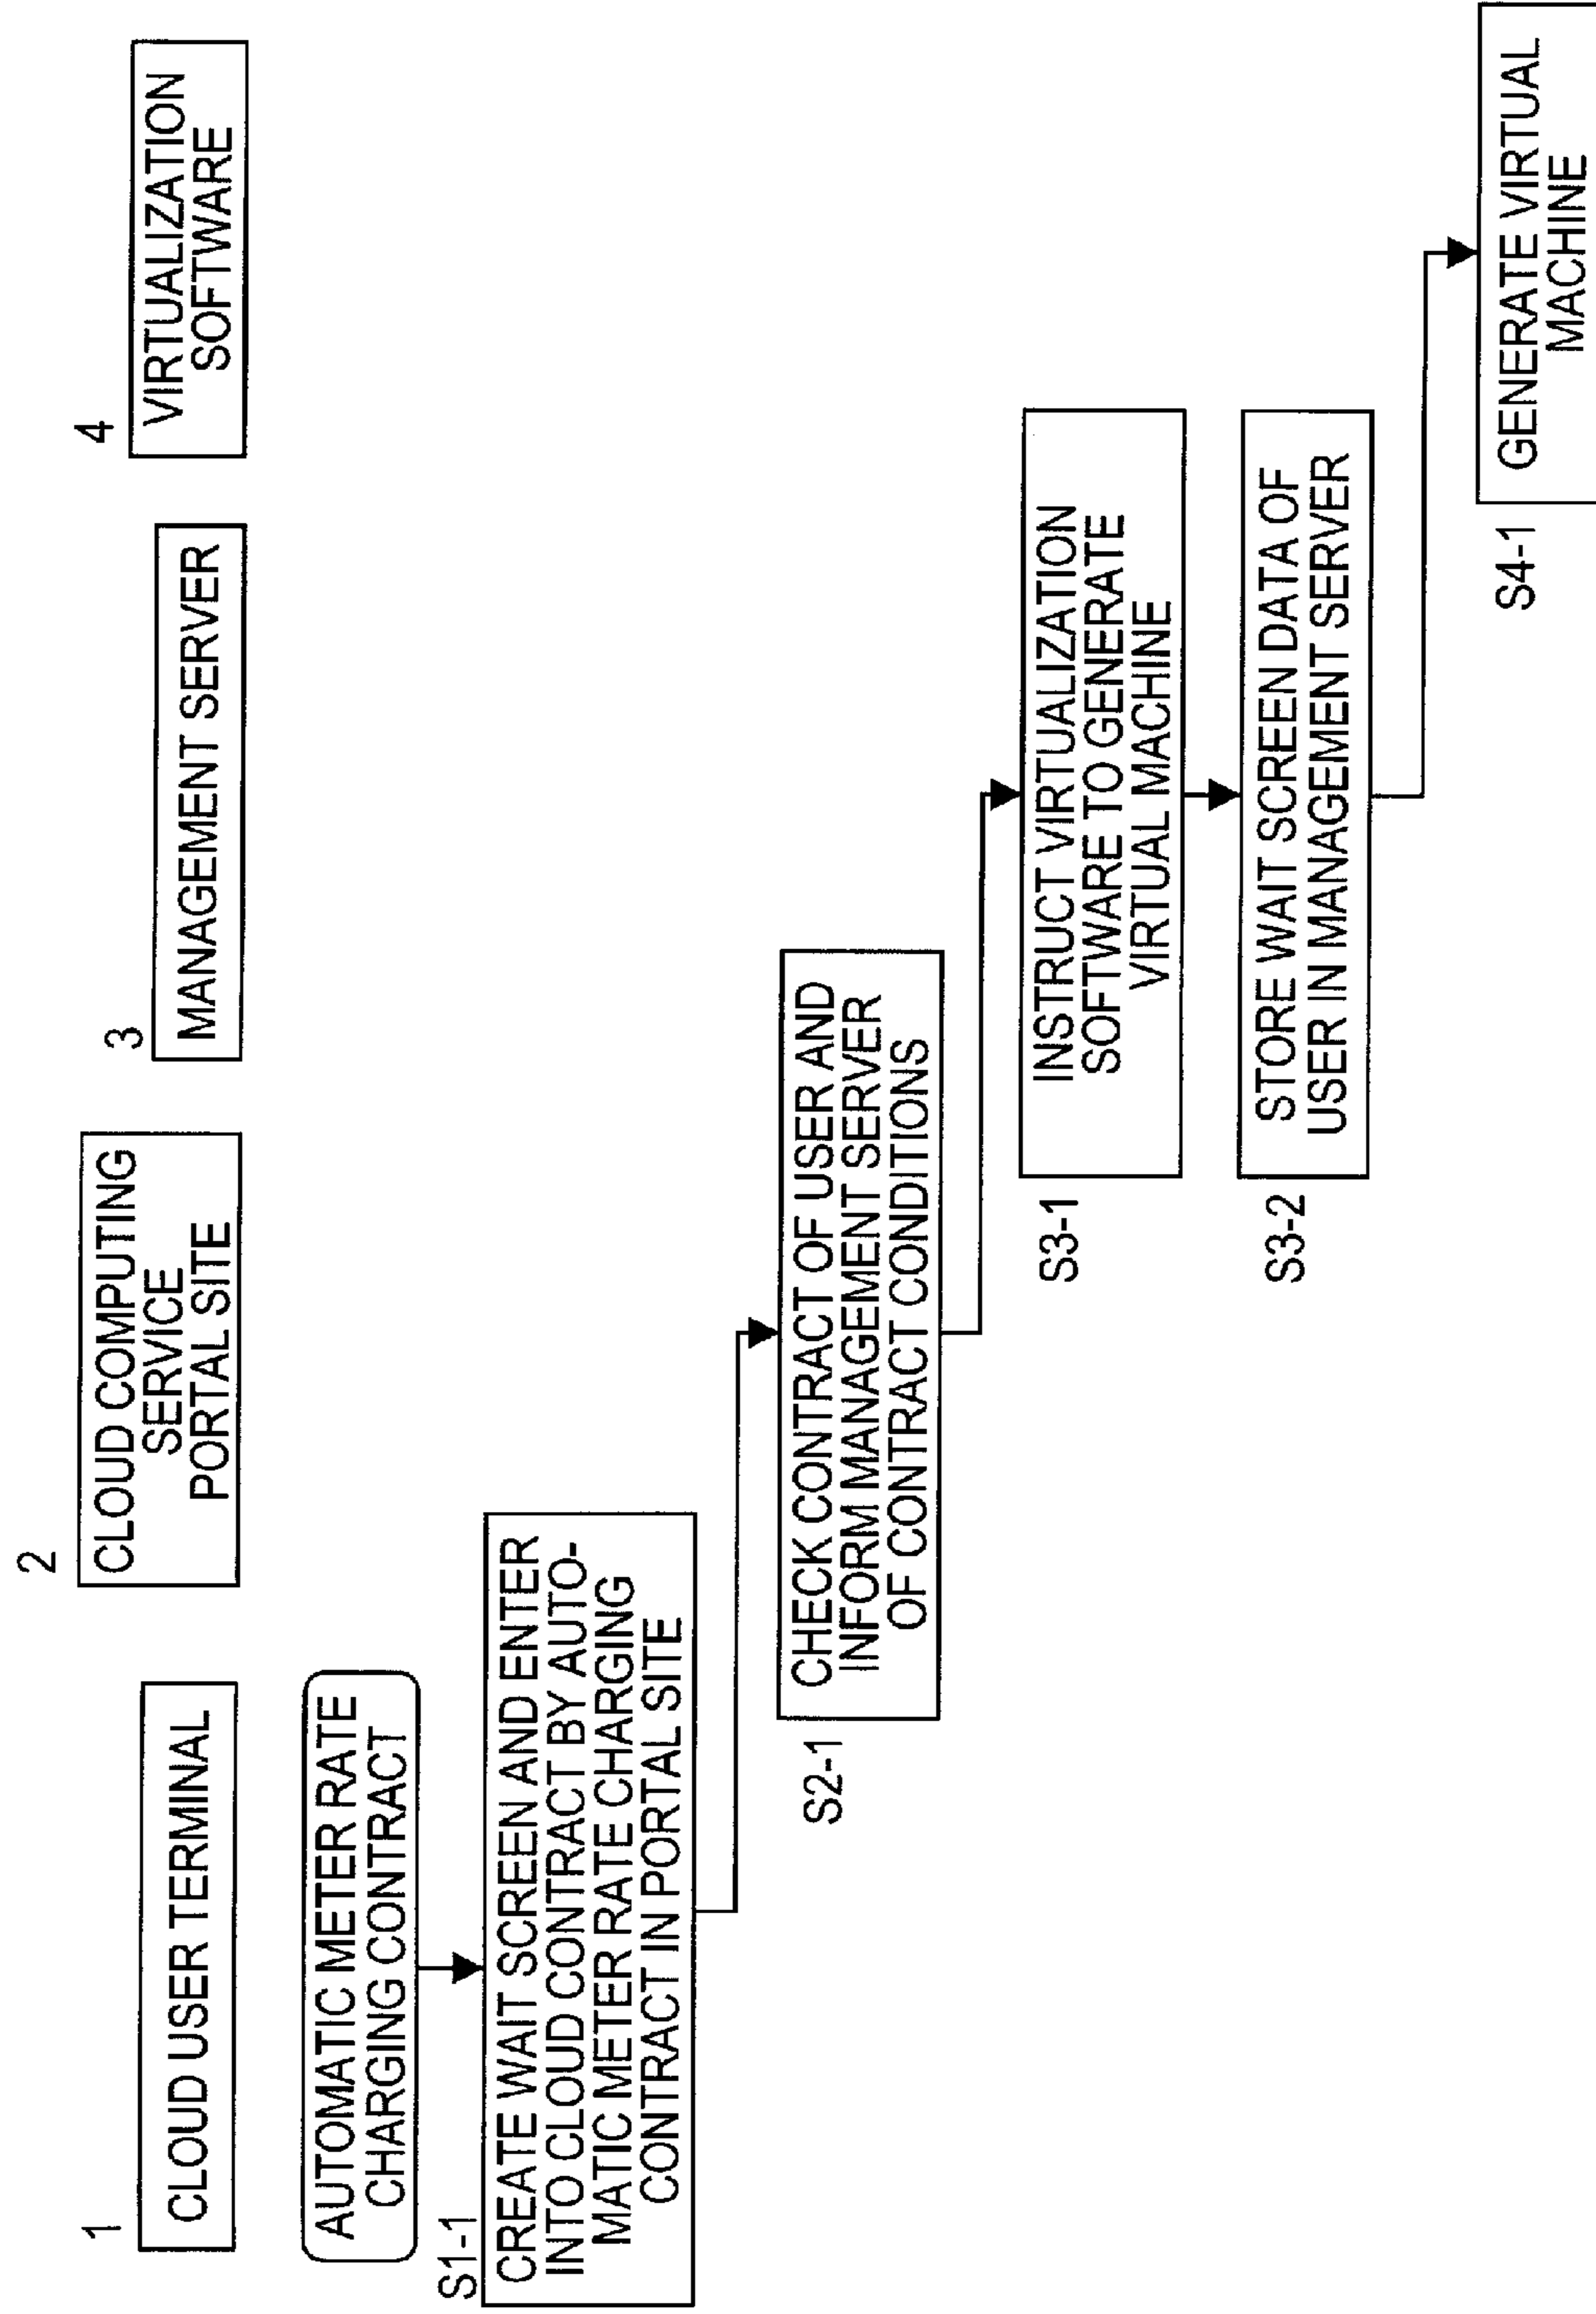 1
CLOUD USER TERMINAL
2
CLOUD COMPUTING
SERVICE
PORTAL SITE
3
MANAGEMENT SERVER
4
VIRTUALIZATION
SOFTWARE
AUTOMATIC METER RATE
CHARGING CONTRACT
S1-1
CREATE WAIT SCREEN AND ENTER
INTO CLOUD CONTRACT BY AUTO-
MATIC METER RATE CHARGING
CONTRACT IN PORTAL SITE
S2-1
CHECK CONTRACT OF USER AND
INFORM MANAGEMENT SERVER
OF CONTRACT CONDITIONS
S3-1
INSTRUCT VIRTUALIZATION
SOFTWARE TO GENERATE
VIRTUAL MACHINE
S3-2
STORE WAIT SCREEN DATA OF
USER IN MANAGEMENT SERVER
S4-1
GENERATE VIRTUAL
MACHINE